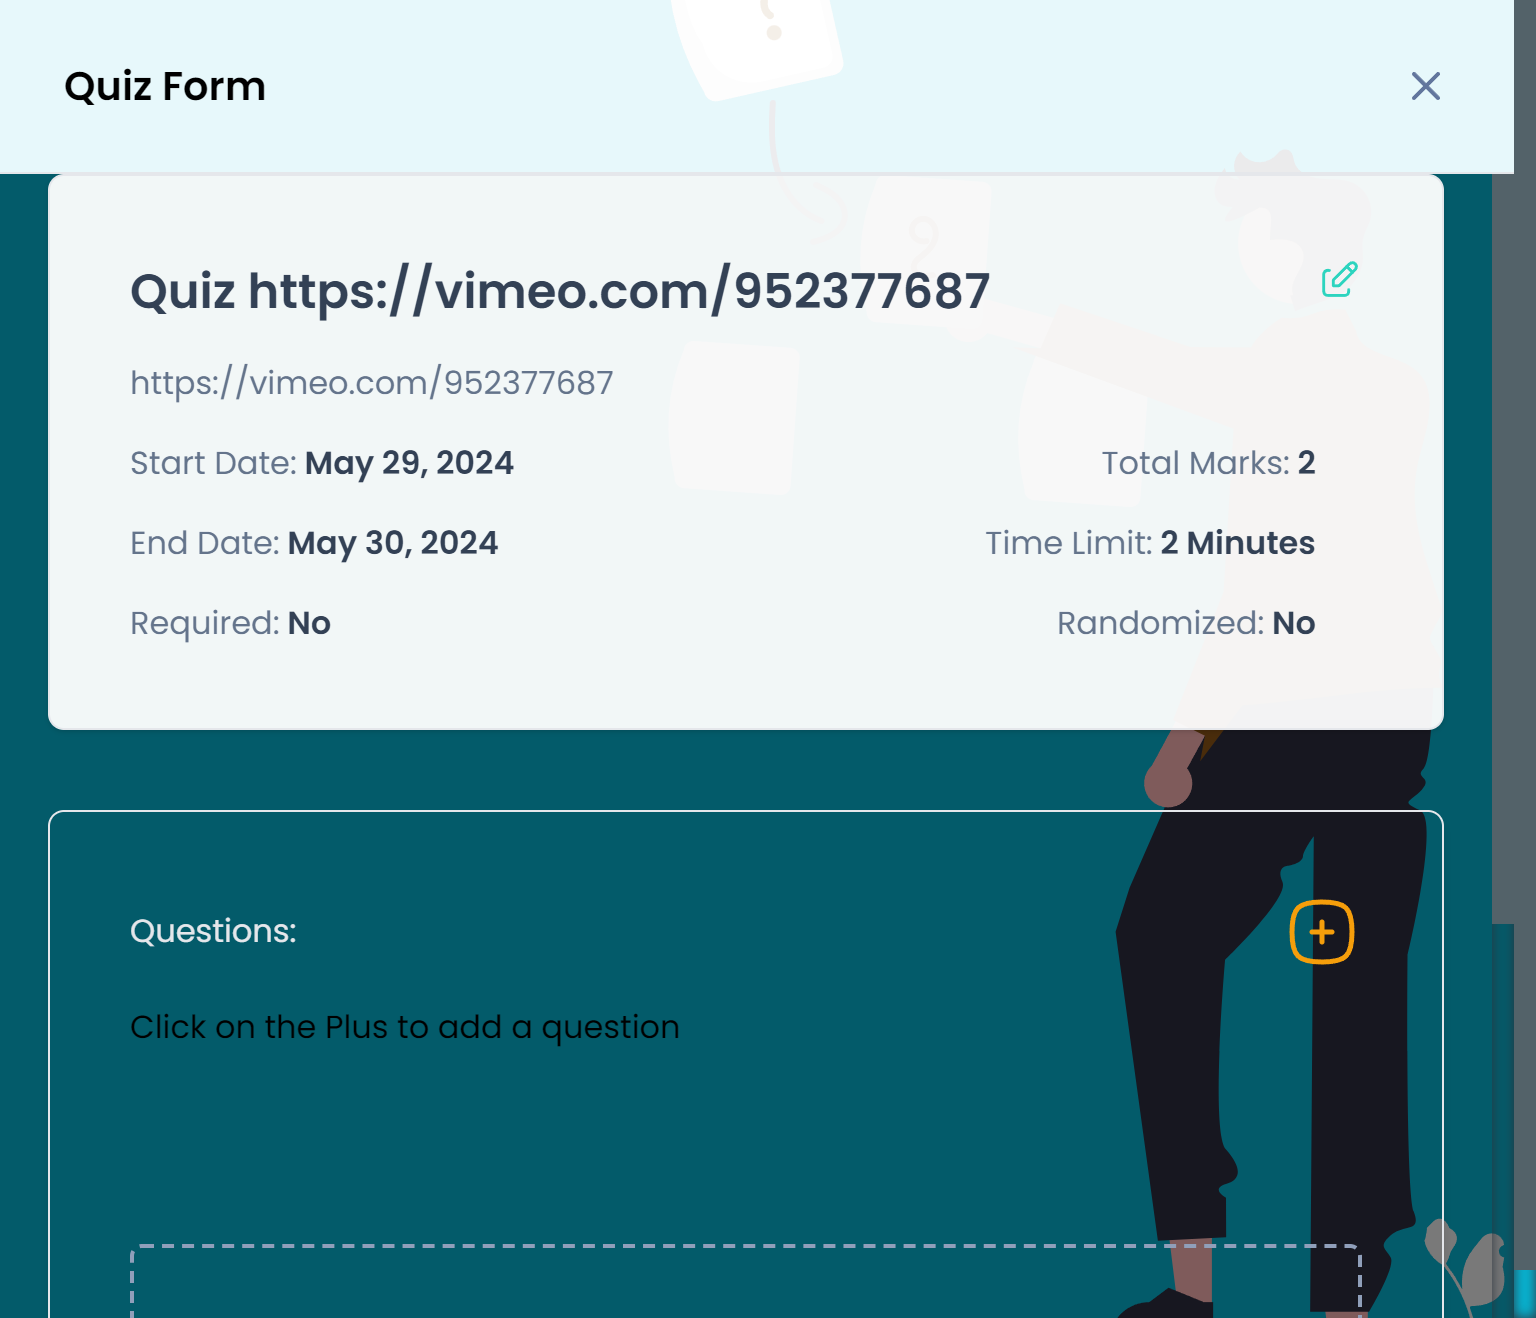 Quiz Form
Quiz https://vimeo.com/952377687
https://vimeo.com/952377687
Start Date: May 29, 2024
Total Marks: 2
End Date: May 30, 2024
Time Limit: 2 Minutes
Required: No
Randomized: No
Questions:
Click on the Plus to add a question